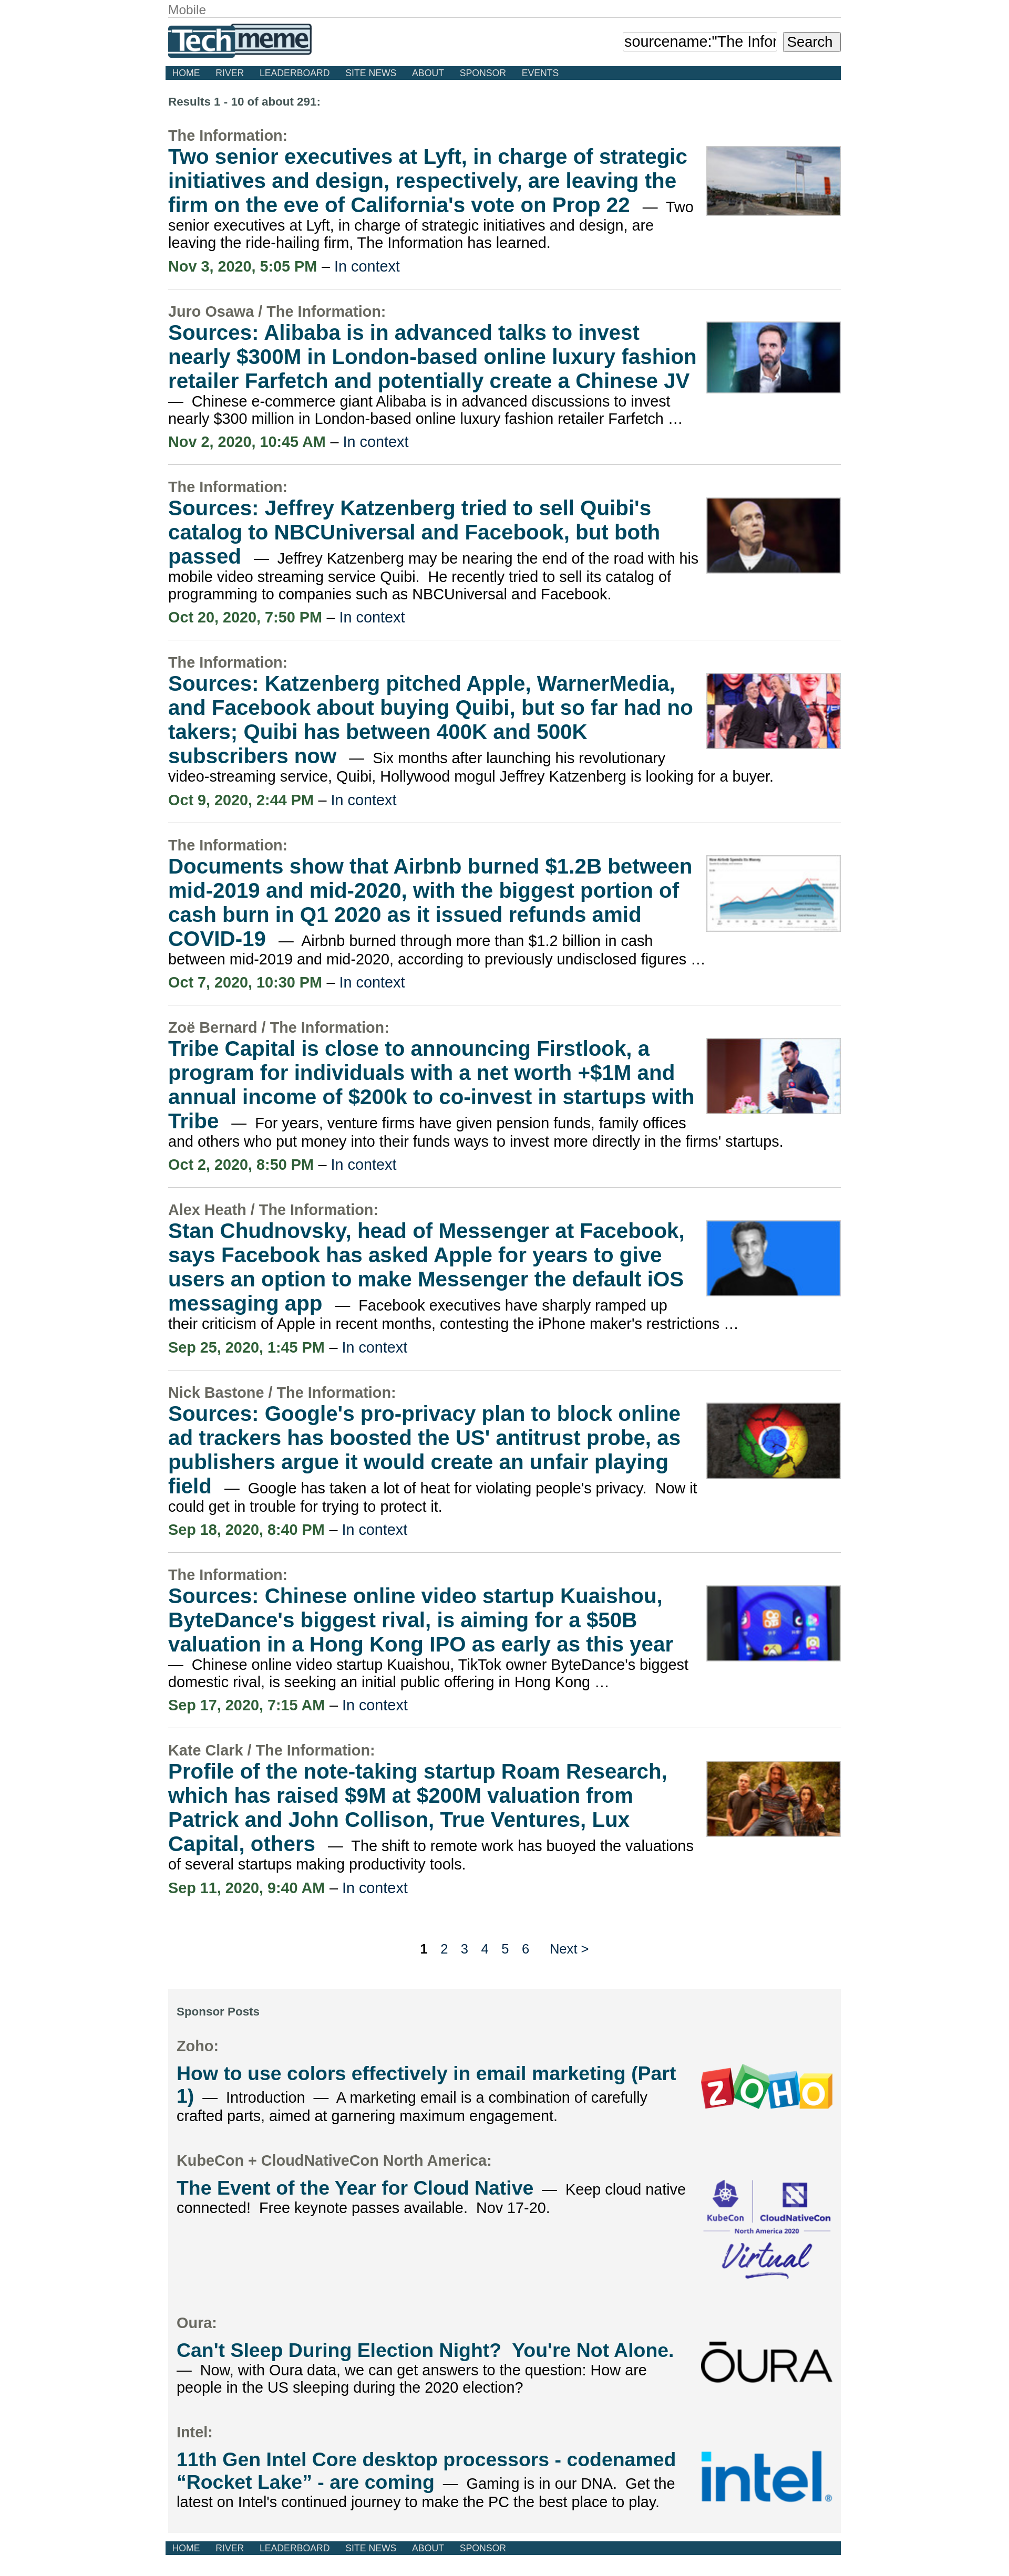 Mobile
Techmeme
sourcename:"The Infor
Search
HOME RIVER LEADERBOARD SITE NEWS ABOUT SPONSOR EVENTS
Results 1 - 10 of about 291:
The Information:
Two senior executives at Lyft, in charge of strategic
initiatives and design, respectively, are leaving the
firm on the eve of California's vote on Prop 22 — Two
senior executives at Lyft, in charge of strategic initiatives and design, are
leaving the ride-hailing firm, The Information has learned.
Nov 3, 2020, 5:05 PM – In context
Juro Osawa / The Information:
Sources: Alibaba is in advanced talks to invest
nearly $300M in London-based online luxury fashion
retailer Farfetch and potentially create a Chinese JV
— Chinese e-commerce giant Alibaba is in advanced discussions to invest
nearly $300 million in London-based online luxury fashion retailer Farfetch …
Nov 2, 2020, 10:45 AM – In context
The Information:
Sources: Jeffrey Katzenberg tried to sell Quibi's
catalog to NBCUniversal and Facebook, but both
passed — Jeffrey Katzenberg may be nearing the end of the road with his
mobile video streaming service Quibi. He recently tried to sell its catalog of
programming to companies such as NBCUniversal and Facebook.
Oct 20, 2020, 7:50 PM – In context
The Information:
Sources: Katzenberg pitched Apple, WarnerMedia,
and Facebook about buying Quibi, but so far had no
takers; Quibi has between 400K and 500K
subscribers now — Six months after launching his revolutionary
video-streaming service, Quibi, Hollywood mogul Jeffrey Katzenberg is looking for a buyer.
Oct 9, 2020, 2:44 PM – In context
The Information:
Documents show that Airbnb burned $1.2B between
mid-2019 and mid-2020, with the biggest portion of
cash burn in Q1 2020 as it issued refunds amid
COVID-19 — Airbnb burned through more than $1.2 billion in cash
between mid-2019 and mid-2020, according to previously undisclosed figures …
Oct 7, 2020, 10:30 PM – In context
Zoë Bernard / The Information:
Tribe Capital is close to announcing Firstlook, a
program for individuals with a net worth +$1M and
annual income of $200k to co-invest in startups with
Tribe — For years, venture firms have given pension funds, family offices
and others who put money into their funds ways to invest more directly in the firms' startups.
Oct 2, 2020, 8:50 PM – In context
Alex Heath / The Information:
Stan Chudnovsky, head of Messenger at Facebook,
says Facebook has asked Apple for years to give
users an option to make Messenger the default iOS
messaging app — Facebook executives have sharply ramped up
their criticism of Apple in recent months, contesting the iPhone maker's restrictions …
Sep 25, 2020, 1:45 PM – In context
Nick Bastone / The Information:
Sources: Google's pro-privacy plan to block online
ad trackers has boosted the US' antitrust probe, as
publishers argue it would create an unfair playing
field — Google has taken a lot of heat for violating people's privacy. Now it
could get in trouble for trying to protect it.
Sep 18, 2020, 8:40 PM – In context
The Information:
Sources: Chinese online video startup Kuaishou,
ByteDance's biggest rival, is aiming for a $50B
valuation in a Hong Kong IPO as early as this year
— Chinese online video startup Kuaishou, TikTok owner ByteDance's biggest
domestic rival, is seeking an initial public offering in Hong Kong …
Sep 17, 2020, 7:15 AM – In context
Kate Clark / The Information:
Profile of the note-taking startup Roam Research,
which has raised $9M at $200M valuation from
Patrick and John Collison, True Ventures, Lux
Capital, others — The shift to remote work has buoyed the valuations
of several startups making productivity tools.
Sep 11, 2020, 9:40 AM – In context
1 2 3 4 5 6 Next >
Sponsor Posts
Zoho:
How to use colors effectively in email marketing (Part
1) — Introduction — A marketing email is a combination of carefully
crafted parts, aimed at garnering maximum engagement.
ZOHO
KubeCon + CloudNativeCon North America:
The Event of the Year for Cloud Native — Keep cloud native
connected! Free keynote passes available. Nov 17-20.
KubeCon CloudNativeCon
North America 2020
Virtual
Oura:
Can't Sleep During Election Night? You're Not Alone.
— Now, with Oura data, we can get answers to the question: How are
people in the US sleeping during the 2020 election?
ŌURA
Intel:
11th Gen Intel Core desktop processors - codenamed
“Rocket Lake” - are coming — Gaming is in our DNA. Get the
latest on Intel's continued journey to make the PC the best place to play.
intel®
HOME RIVER LEADERBOARD SITE NEWS ABOUT SPONSOR